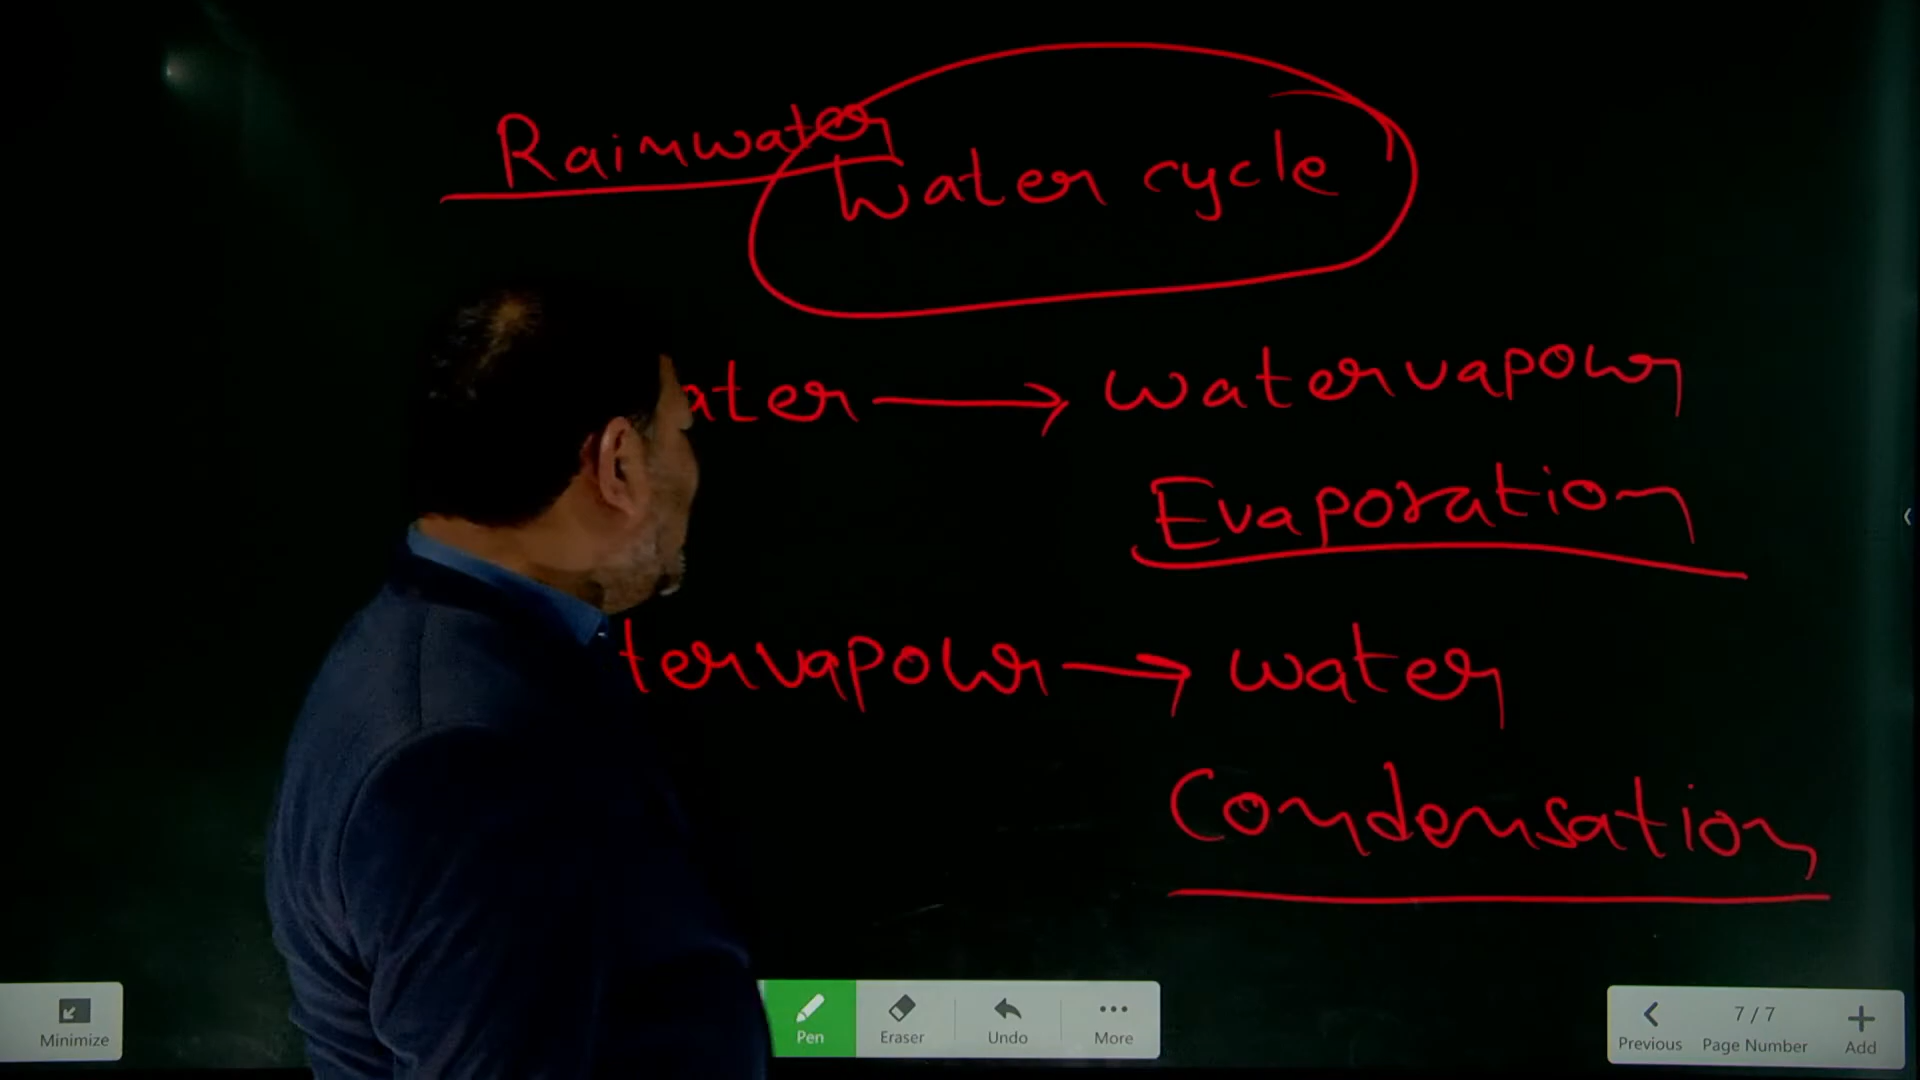 Rainwater
Water cycle
ater → watervapour
Evaporation
tervapour → water
Condensation
Minimize
Pen
Eraser
Undo
More
Previous
7 / 7
Page Number
Add